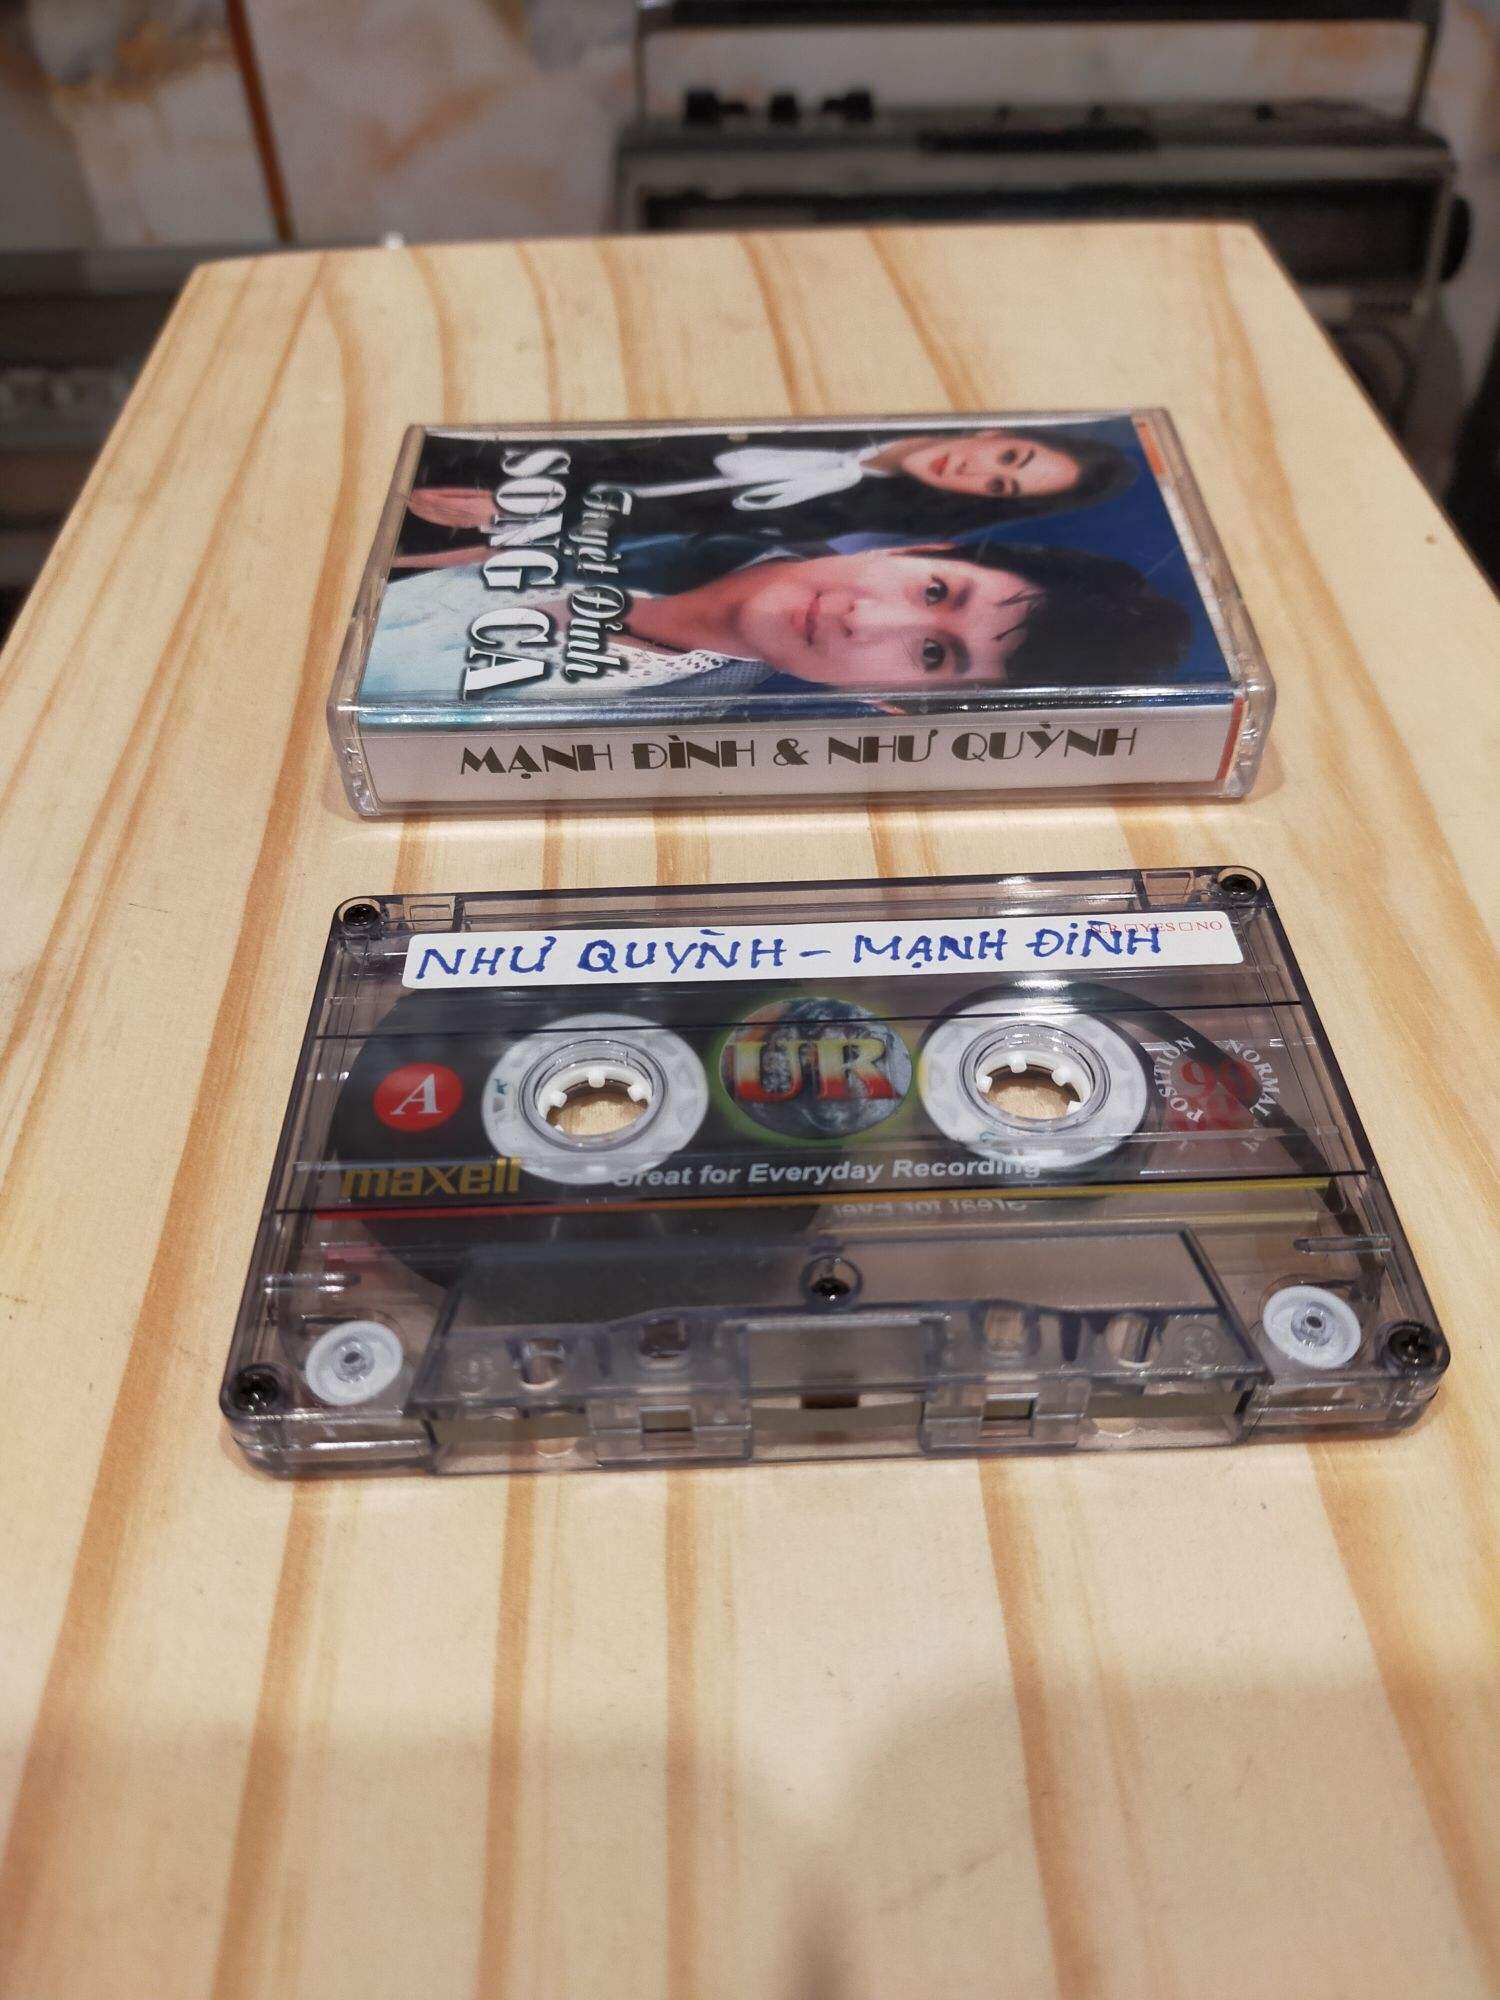 Tuyệt Đỉnh
SONG CA
MẠNH ĐÌNH & NHƯ QUỲNH
NHƯ QUỲNH - MẠNH ĐÌNH
N.R □YES □NO
A
UR
90
POSITION NORMAL
maxell
Great for Everyday Recording